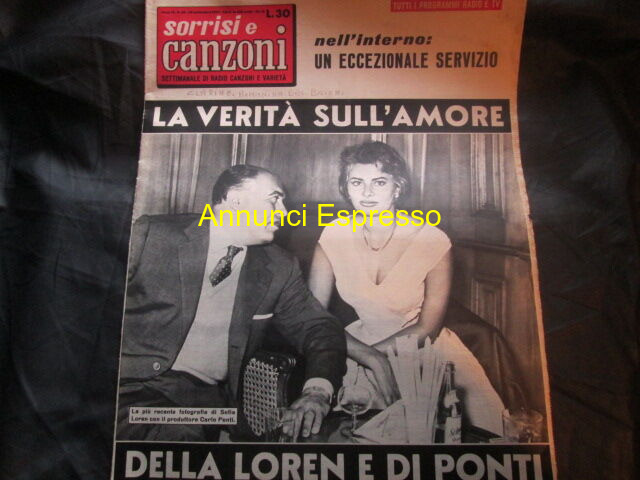 TUTTI I PROGRAMMI RADIO E TV
L.30
sorrisi e
canzoni
SETTIMANALE DI RADIO CANZONI E VARIETÀ
nell'interno:
UN ECCEZIONALE SERVIZIO
LA VERITÀ SULL'AMORE
Annunci Espresso
La più recente fotografia di Sofia
Loren con il produttore Carlo Ponti.
DELLA LOREN E DI PONTI